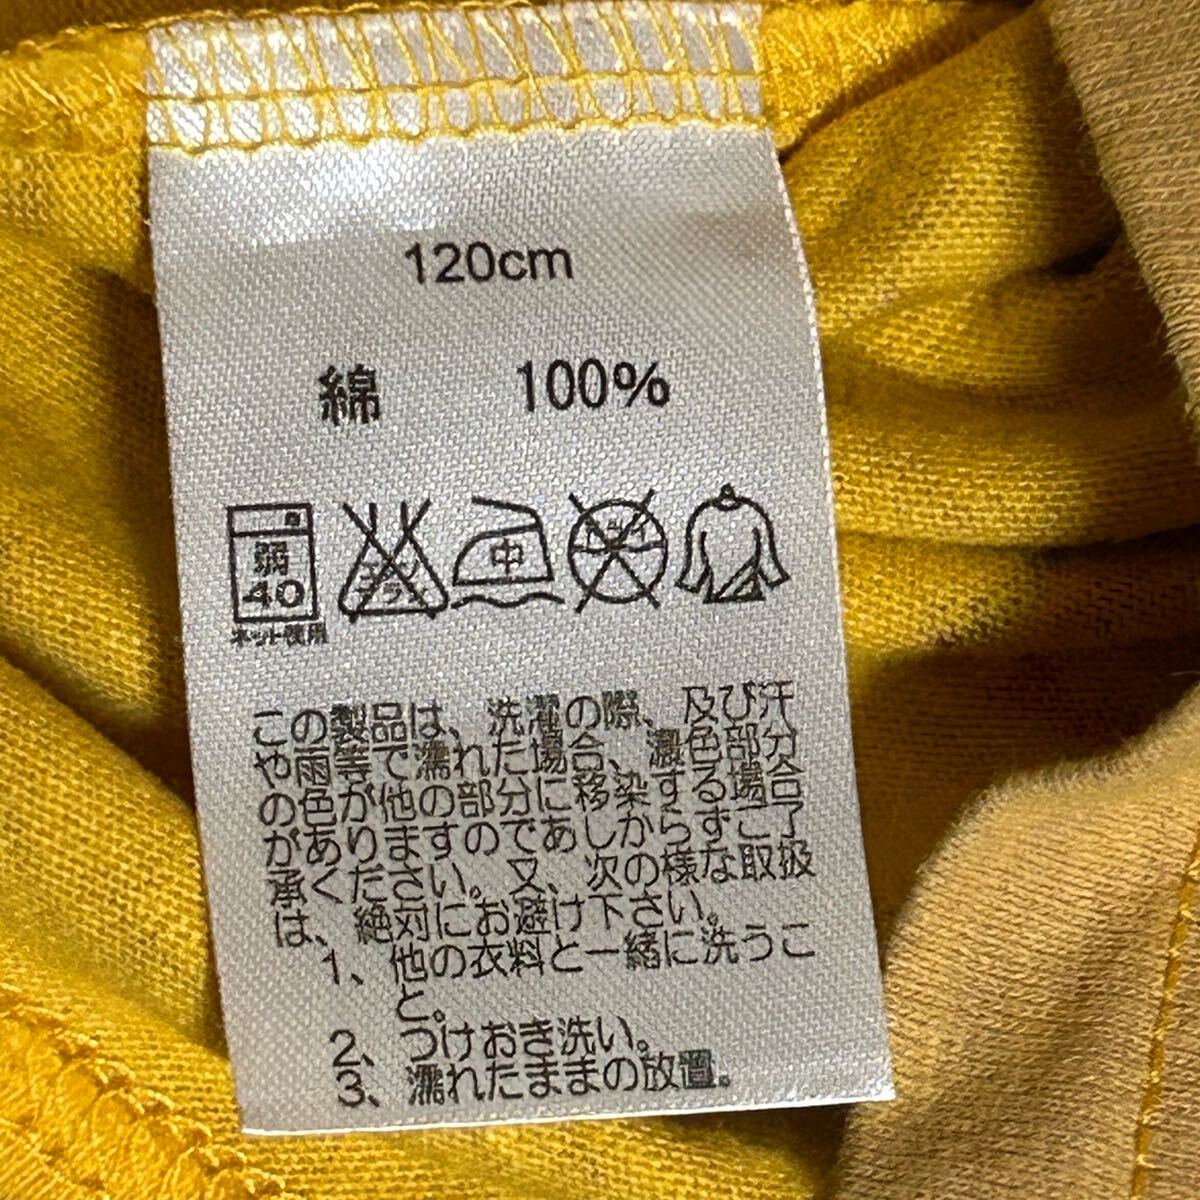 120cm
綿 100%
弱
40
中
ネット使用
この製品は、洗濯の際、及び汗
や雨等で濡れた場合、濃色部分
の色が他の部分に移染する場合
がありますのであしからずご了
承ください。又、次の様な取扱
は、絶対にお避け下さい。
1、他の衣料と一緒に洗うこ
と。
2、つけおき洗い。
3、濡れたままの放置。